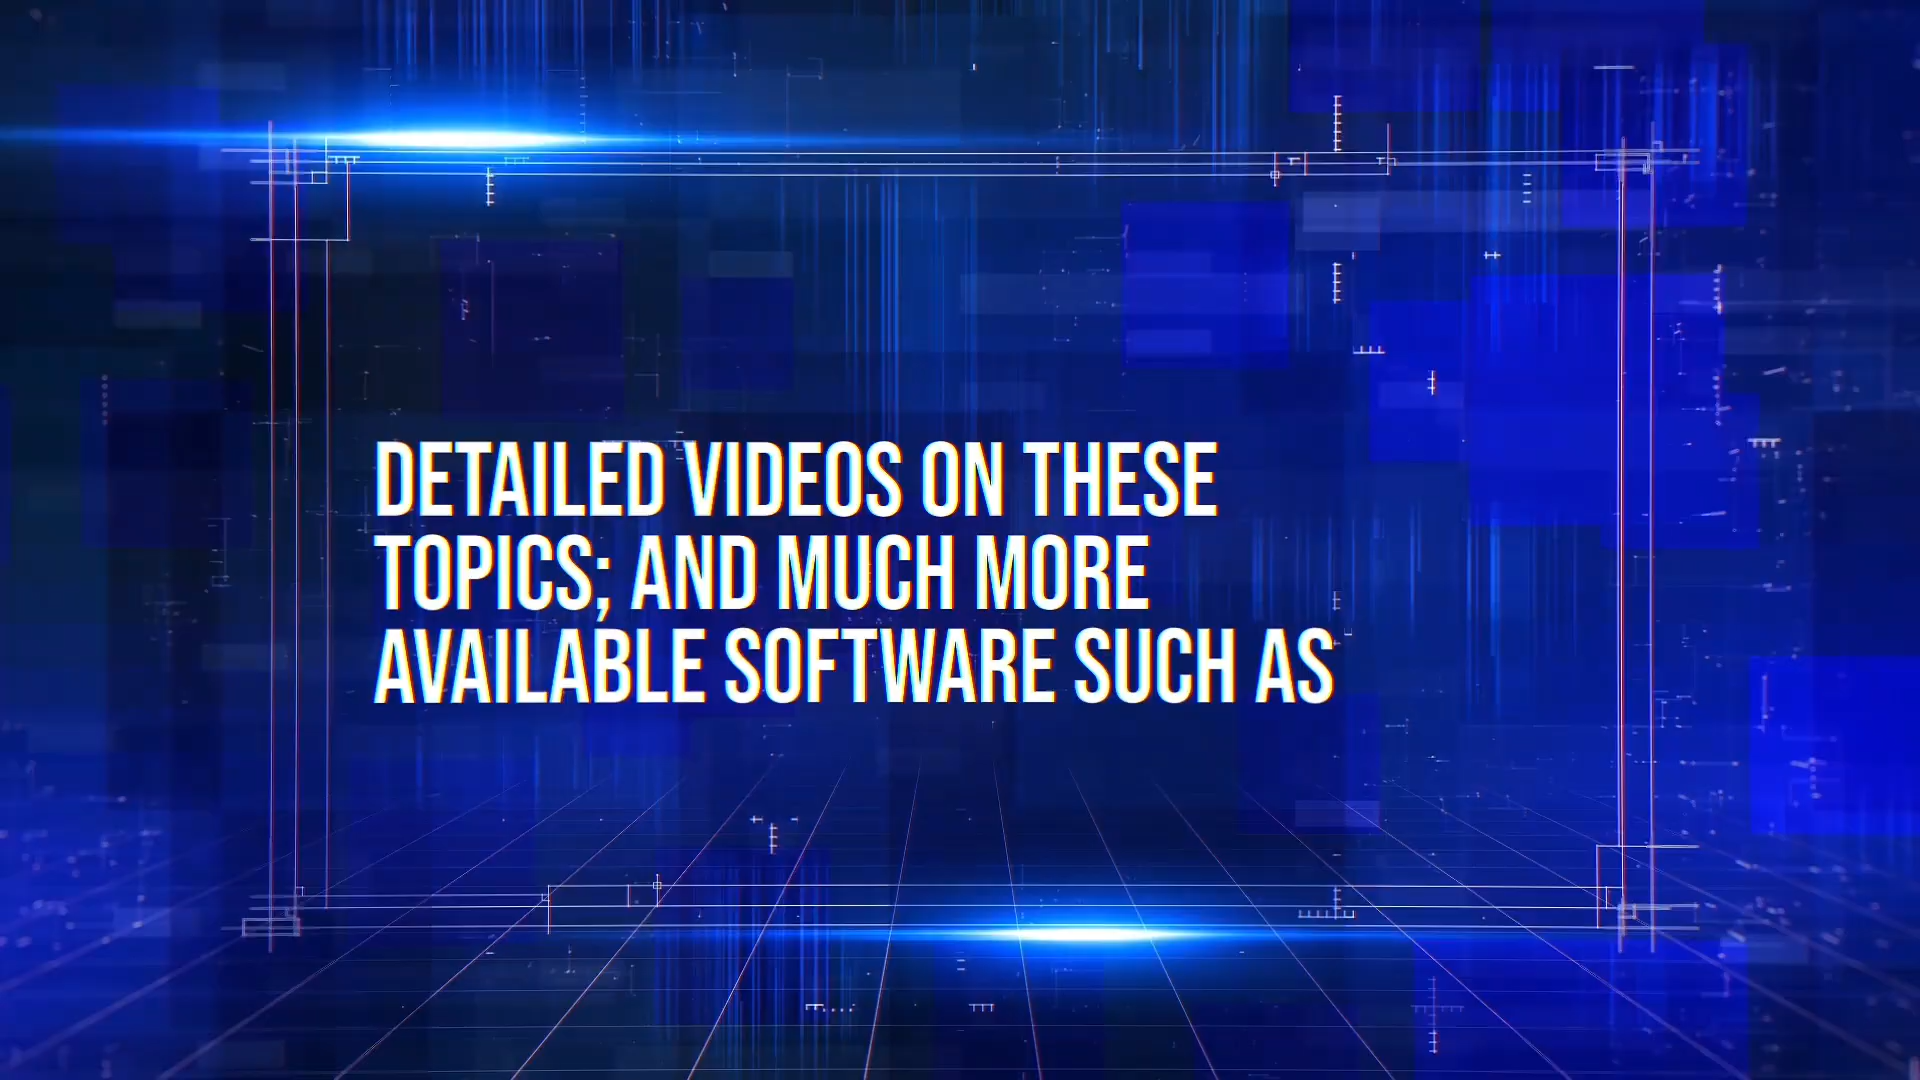 DETAILED VIDEOS ON THESE
TOPICS; AND MUCH MORE
AVAILABLE SOFTWARE SUCH AS